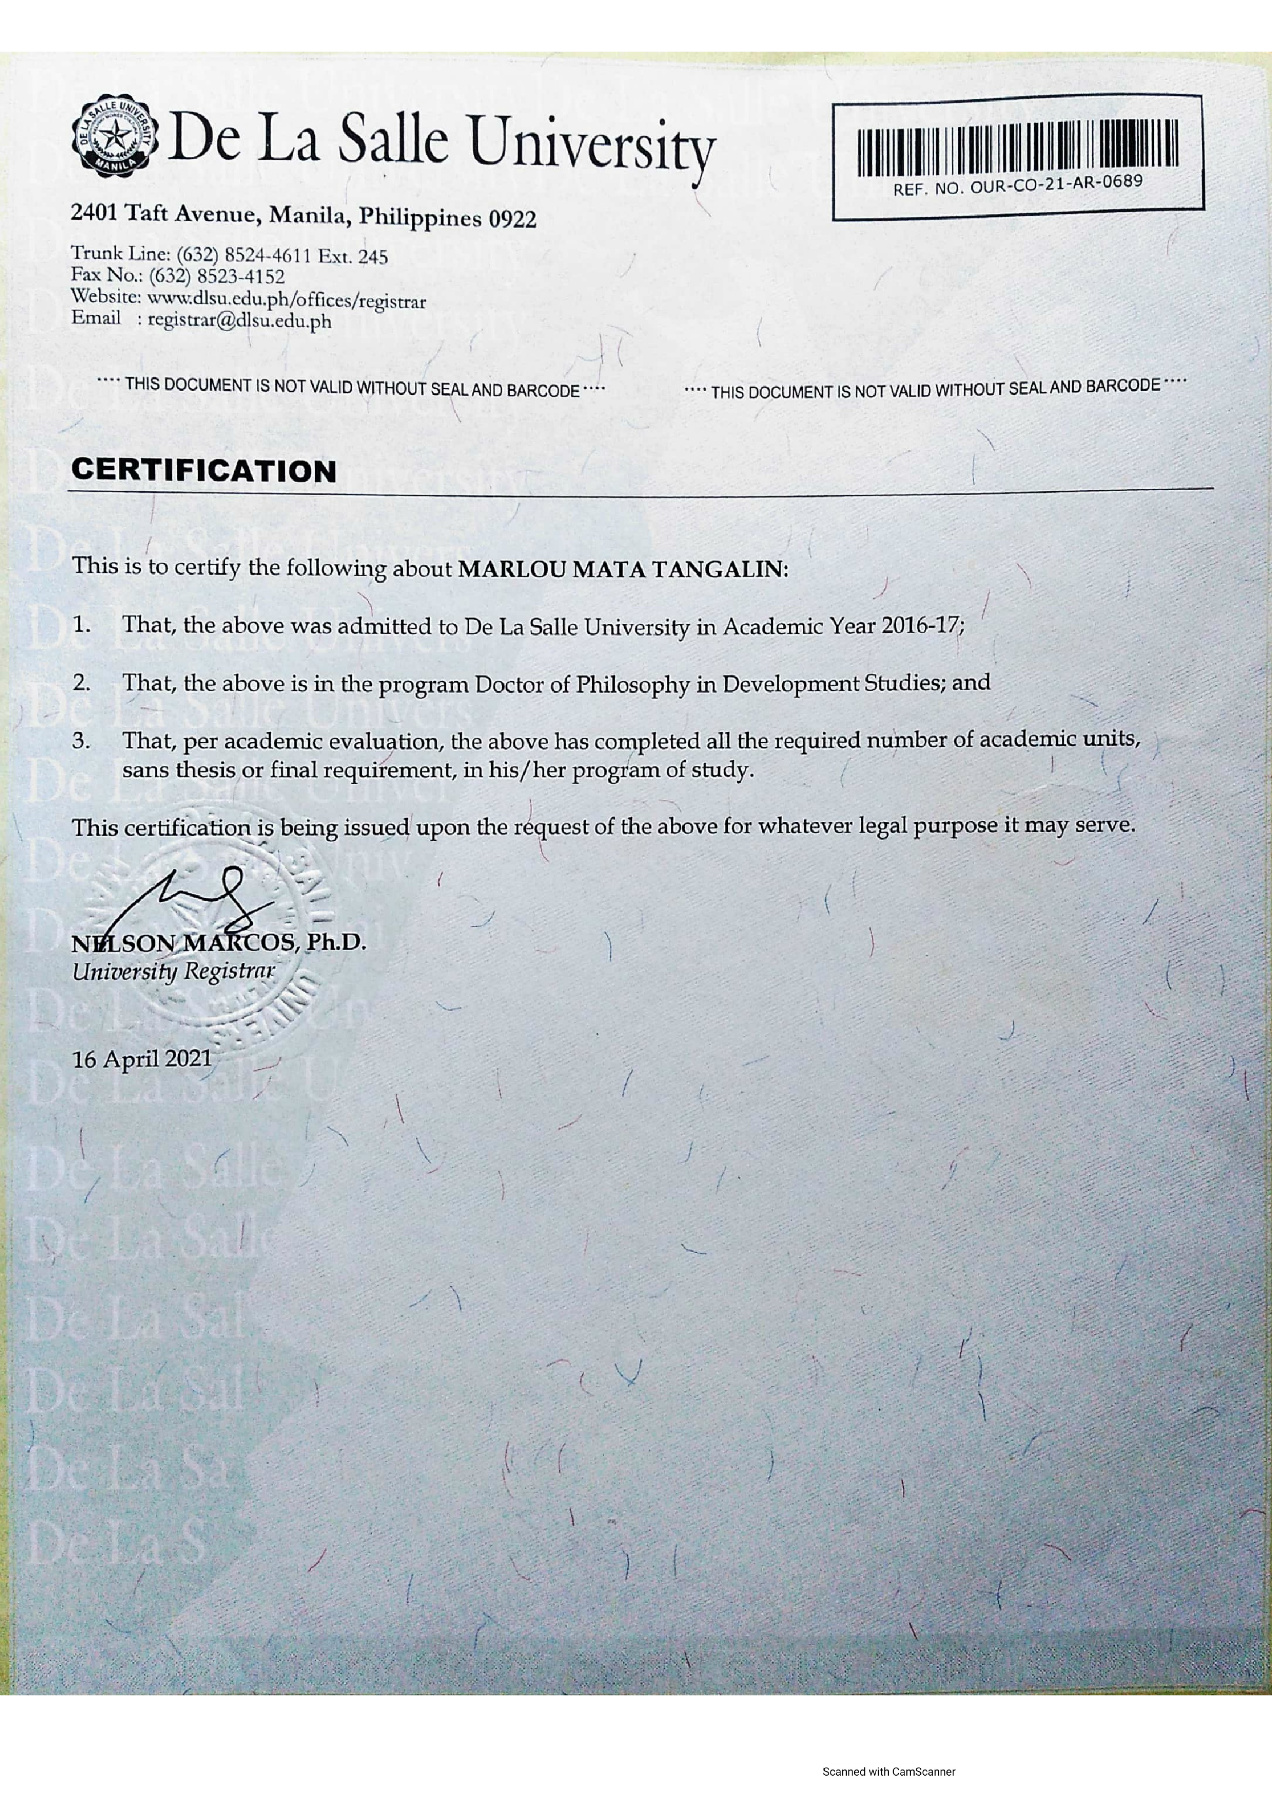 De La Salle University
REF. NO. OUR-CO-21-AR-0689
2401 Taft Avenue, Manila, Philippines 0922
Trunk Line: (632) 8524-4611 Ext. 245
Fax No.: (632) 8523-4152
Website: www.dlsu.edu.ph/offices/registrar
Email : registrar@dlsu.edu.ph
**** THIS DOCUMENT IS NOT VALID WITHOUT SEAL AND BARCODE **** **** THIS DOCUMENT IS NOT VALID WITHOUT SEAL AND BARCODE ****
CERTIFICATION
This is to certify the following about MARLOU MATA TANGALIN:
1. That, the above was admitted to De La Salle University in Academic Year 2016-17;
2. That, the above is in the program Doctor of Philosophy in Development Studies; and
3. That, per academic evaluation, the above has completed all the required number of academic units,
sans thesis or final requirement, in his/her program of study.
This certification is being issued upon the request of the above for whatever legal purpose it may serve.
NELSON MARCOS, Ph.D.
University Registrar
16 April 2021
Scanned with CamScanner